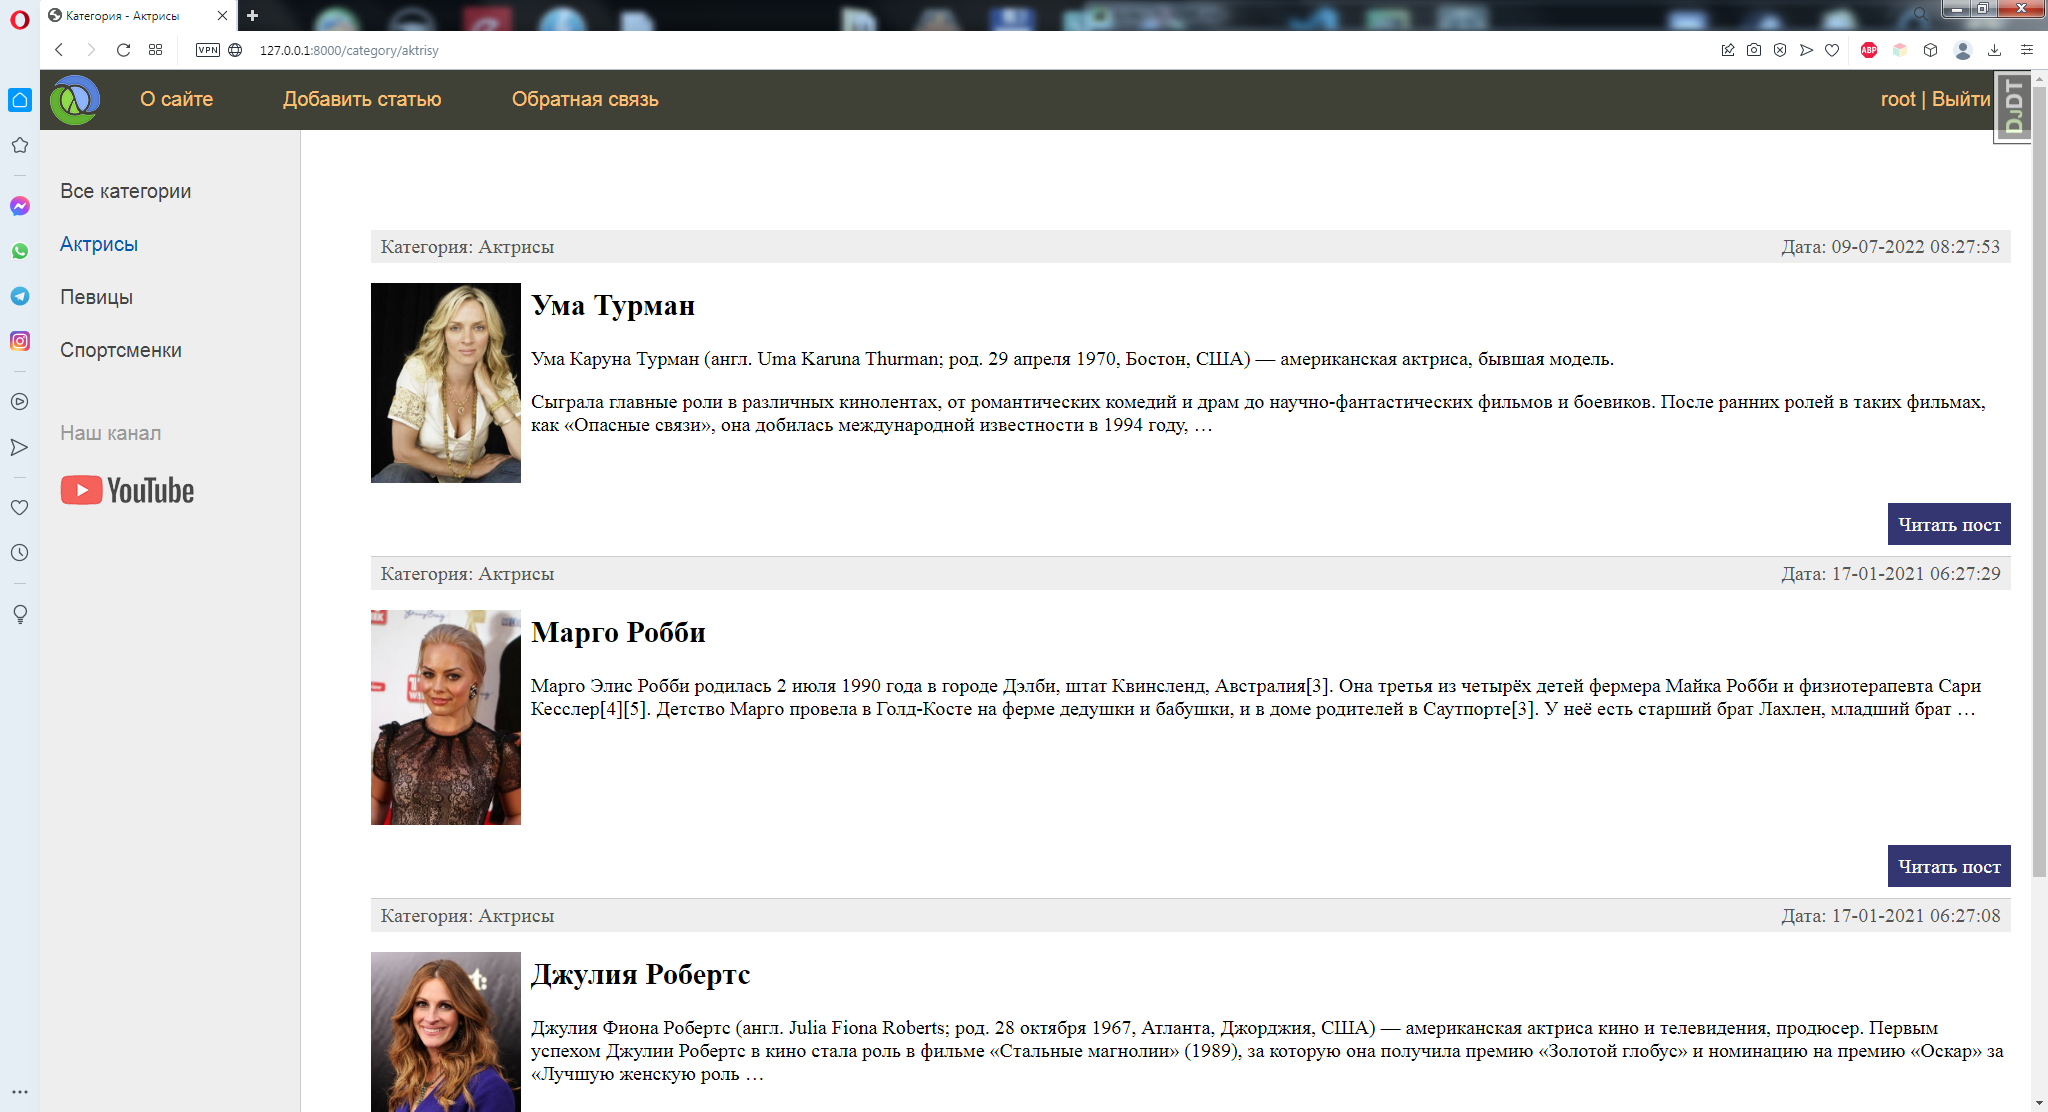 Категория - Актрисы
VPN
127.0.0.1:8000/category/aktrisy
ABP
О сайте
Добавить статью
Обратная связь
root | Выйти
DJDT
Все категории
Актрисы
Певицы
Спортсменки
Наш канал
YouTube
Категория: Актрисы
Дата: 09-07-2022 08:27:53
Ума Турман
Ума Каруна Турман (англ. Uma Karuna Thurman; род. 29 апреля 1970, Бостон, США) — американская актриса, бывшая модель.
Сыграла главные роли в различных кинолентах, от романтических комедий и драм до научно-фантастических фильмов и боевиков. После ранних ролей в таких фильмах,
как «Опасные связи», она добилась международной известности в 1994 году, …
Читать пост
Категория: Актрисы
Дата: 17-01-2021 06:27:29
Марго Робби
Марго Элис Робби родилась 2 июля 1990 года в городе Дэлби, штат Квинсленд, Австралия[3]. Она третья из четырёх детей фермера Майка Робби и физиотерапевта Сари
Кесслер[4][5]. Детство Марго провела в Голд-Косте на ферме дедушки и бабушки, и в доме родителей в Саутпорте[3]. У неё есть старший брат Лахлен, младший брат …
Читать пост
Категория: Актрисы
Дата: 17-01-2021 06:27:08
Джулия Робертс
Джулия Фиона Робертс (англ. Julia Fiona Roberts; род. 28 октября 1967, Атланта, Джорджия, США) — американская актриса кино и телевидения, продюсер. Первым
успехом Джулии Робертс в кино стала роль в фильме «Стальные магнолии» (1989), за которую она получила премию «Золотой глобус» и номинацию на премию «Оскар» за
«Лучшую женскую роль …